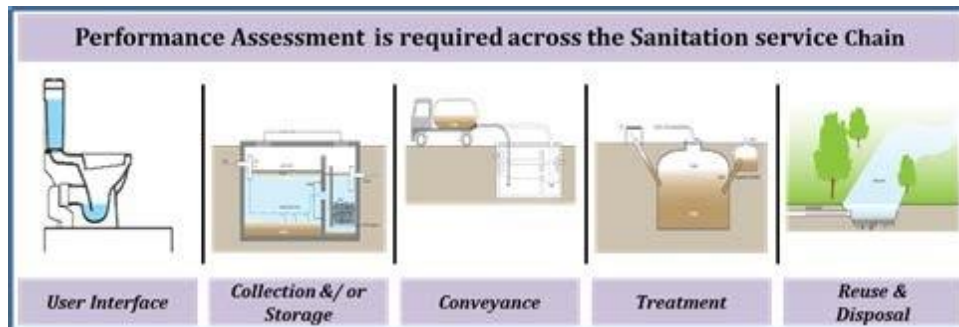 Performance Assessment is required across the Sanitation service Chain
User Interface
Collection &/ or
Storage
Conveyance
Treatment
Reuse &
Disposal